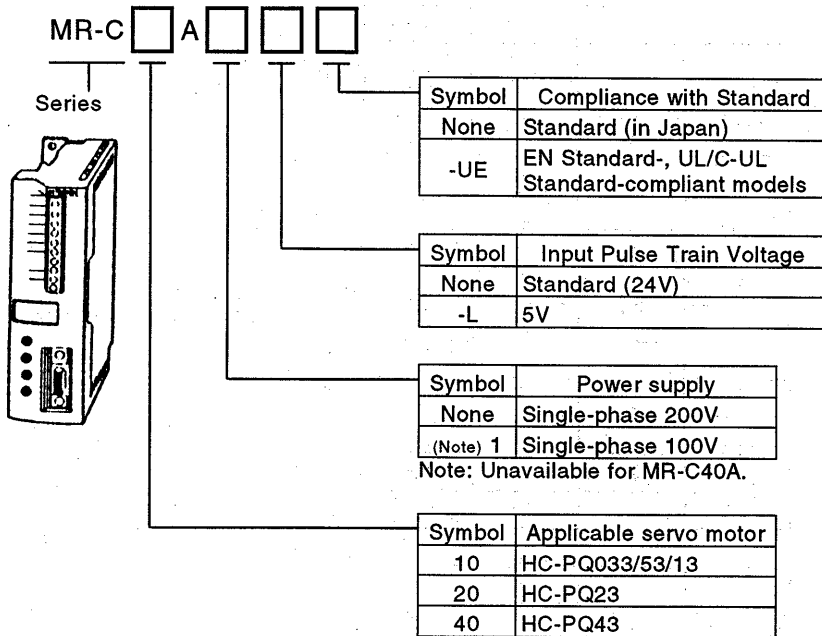 MR-C A
Series
Symbol Compliance with Standard
None Standard (in Japan)
-UE EN Standard-, UL/C-UL
Standard-compliant models
Symbol Input Pulse Train Voltage
None Standard (24V)
-L 5V
Symbol Power supply
None Single-phase 200V
(Note) 1 Single-phase 100V
Note: Unavailable for MR-C40A.
Symbol Applicable servo motor
10 HC-PQ033/53/13
20 HC-PQ23
40 HC-PQ43